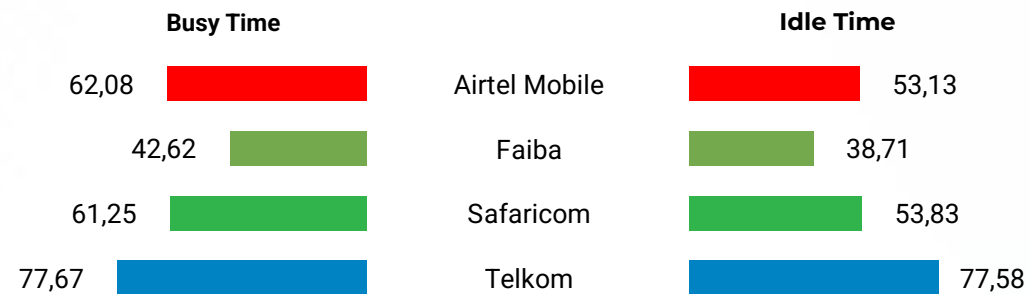 Busy Time Idle Time
62,08 Airtel Mobile 53,13
42,62 Faiba 38,71
61,25 Safaricom 53,83
77,67 Telkom 77,58